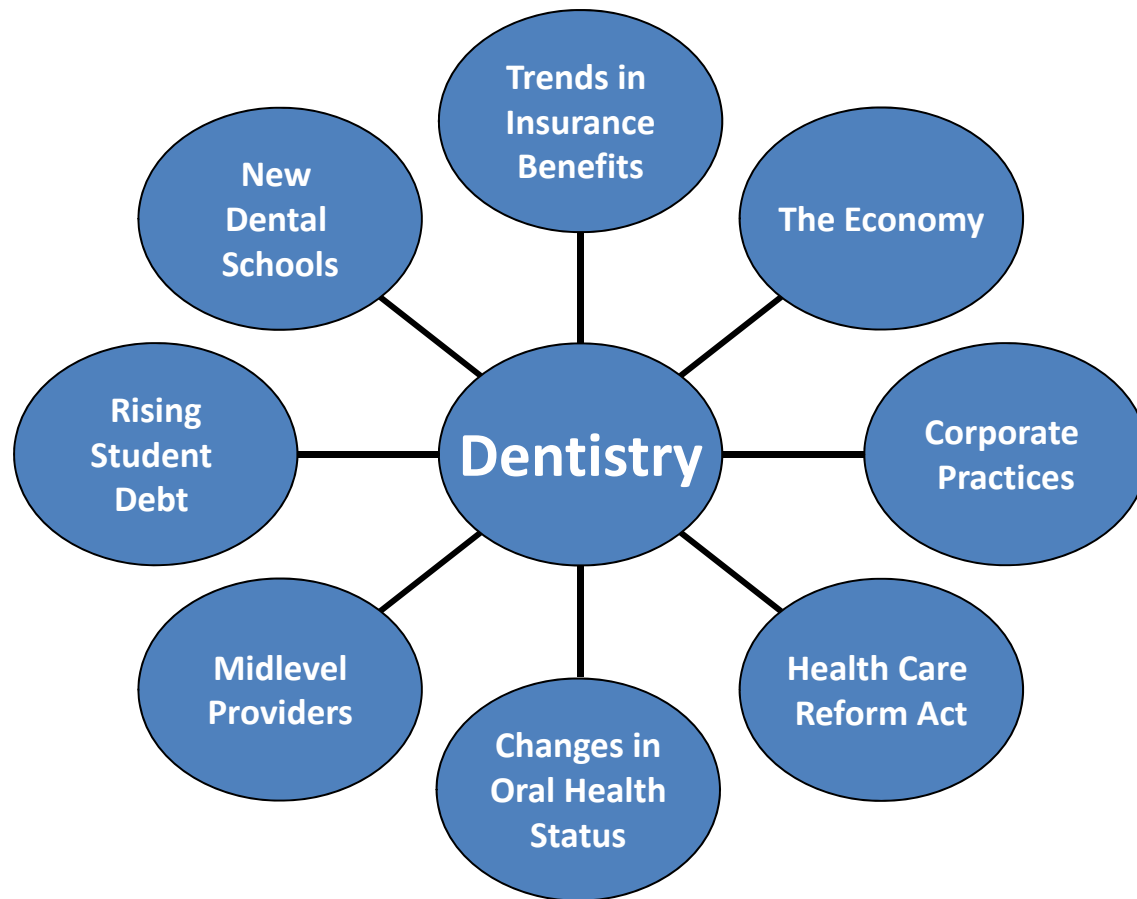 Trends in
Insurance
Benefits
The Economy
Corporate
Practices
Health Care
Reform Act
Changes in
Oral Health
Status
Midlevel
Providers
Rising
Student
Debt
New
Dental
Schools
Dentistry